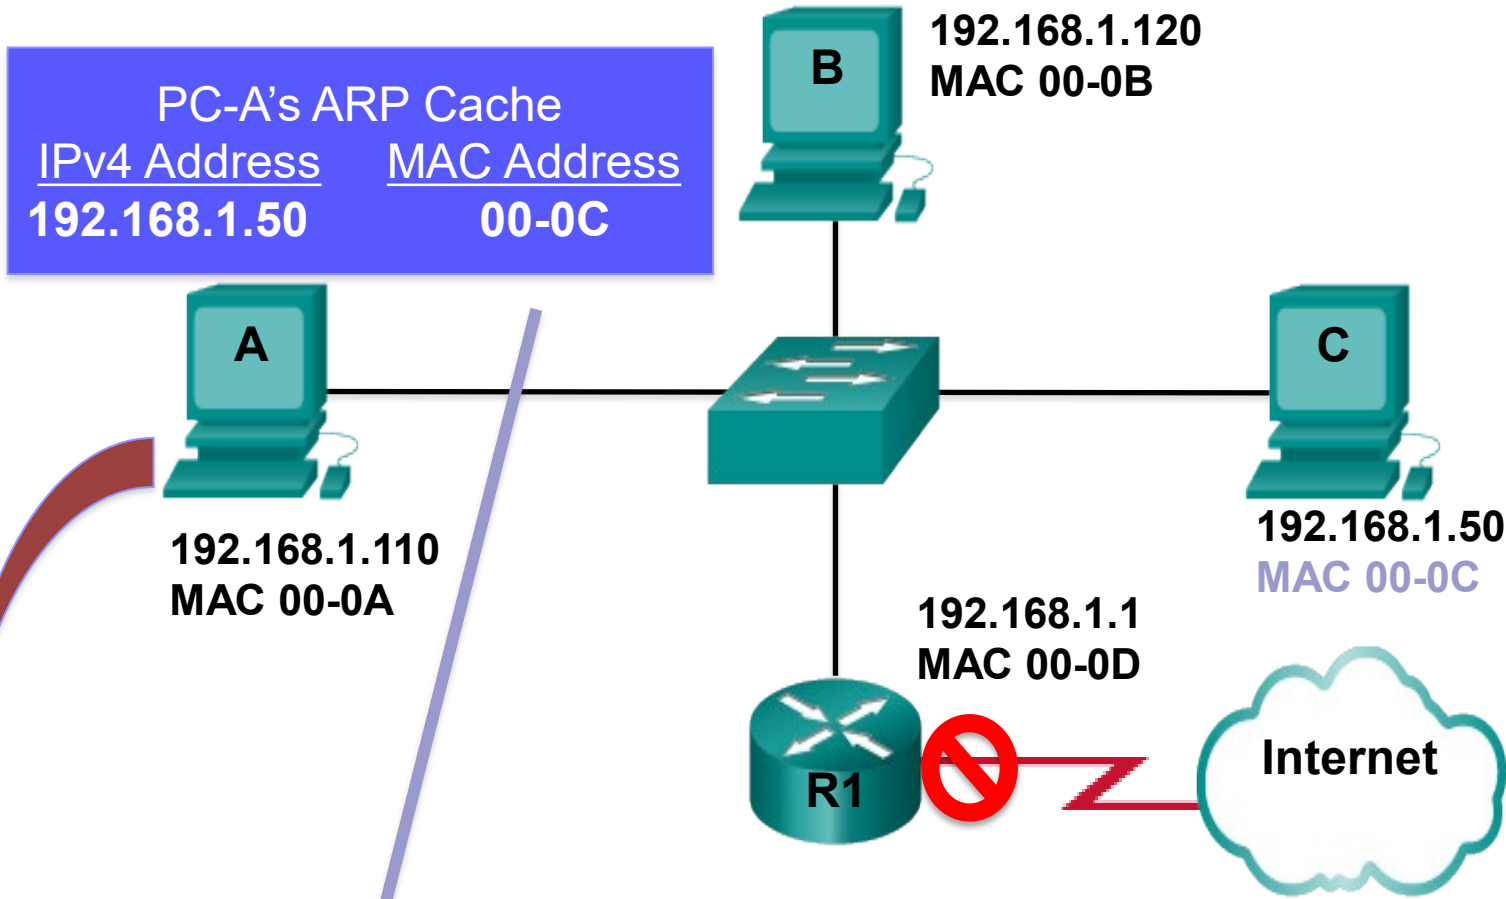 PC-A's ARP Cache
IPv4 Address MAC Address
192.168.1.50 00-0C
B
192.168.1.120
MAC 00-0B
A
192.168.1.110
MAC 00-0A
C
192.168.1.50
MAC 00-0C
192.168.1.1
MAC 00-0D
R1
Internet